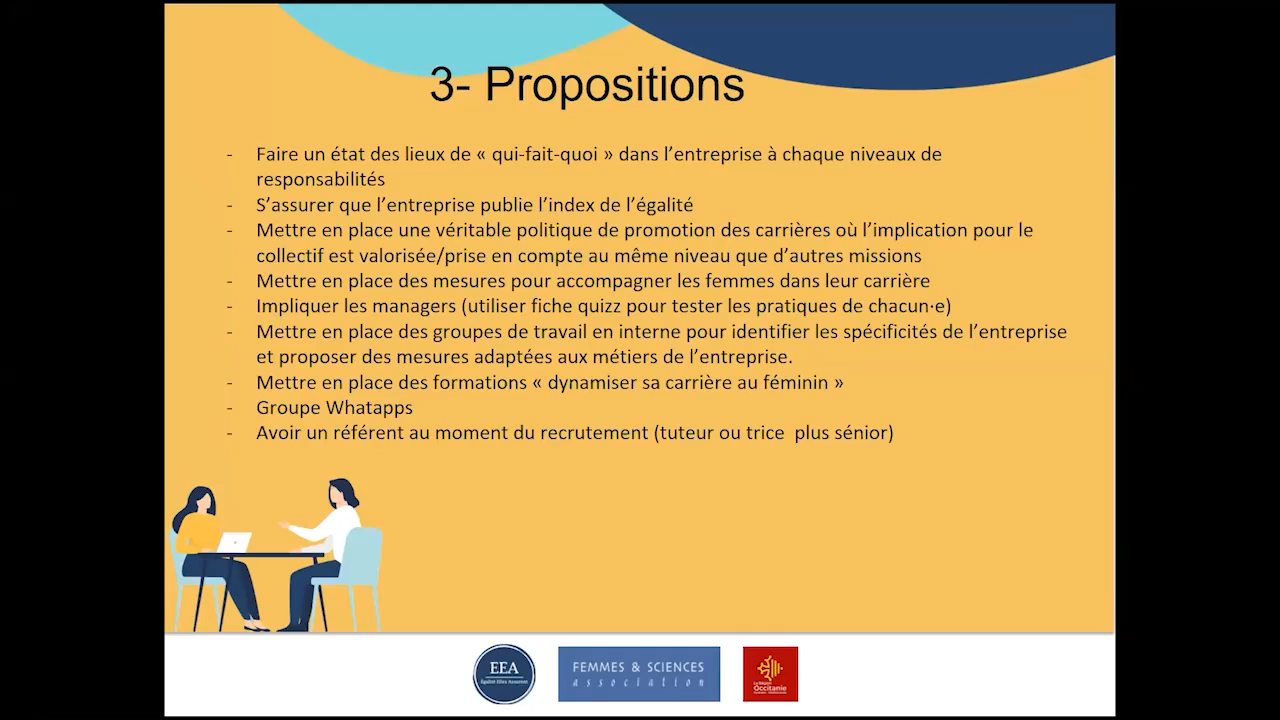 3- Propositions
- Faire un état des lieux de « qui-fait-quoi » dans l’entreprise à chaque niveaux de
responsabilités
- S’assurer que l’entreprise publie l’index de l’égalité
- Mettre en place une véritable politique de promotion des carrières où l’implication pour le
collectif est valorisée/prise en compte au même niveau que d’autres missions
- Mettre en place des mesures pour accompagner les femmes dans leur carrière
- Impliquer les managers (utiliser fiche quizz pour tester les pratiques de chacun·e)
- Mettre en place des groupes de travail en interne pour identifier les spécificités de l’entreprise
et proposer des mesures adaptées aux métiers de l’entreprise.
- Mettre en place des formations « dynamiser sa carrière au féminin »
- Groupe Whatapps
- Avoir un référent au moment du recrutement (tuteur ou trice  plus sénior)
EEA
FEMMES & SCIENCES
association
La Région
Occitanie